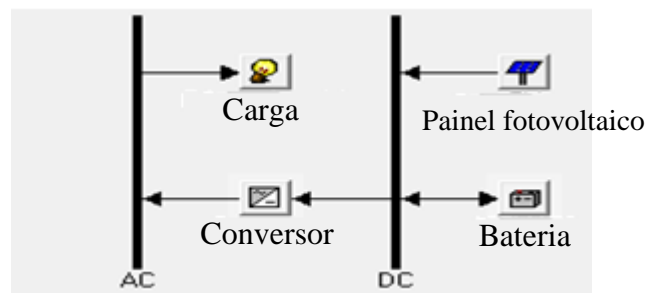 Carga
Painel fotovoltaico
Conversor
Bateria
AC
DC